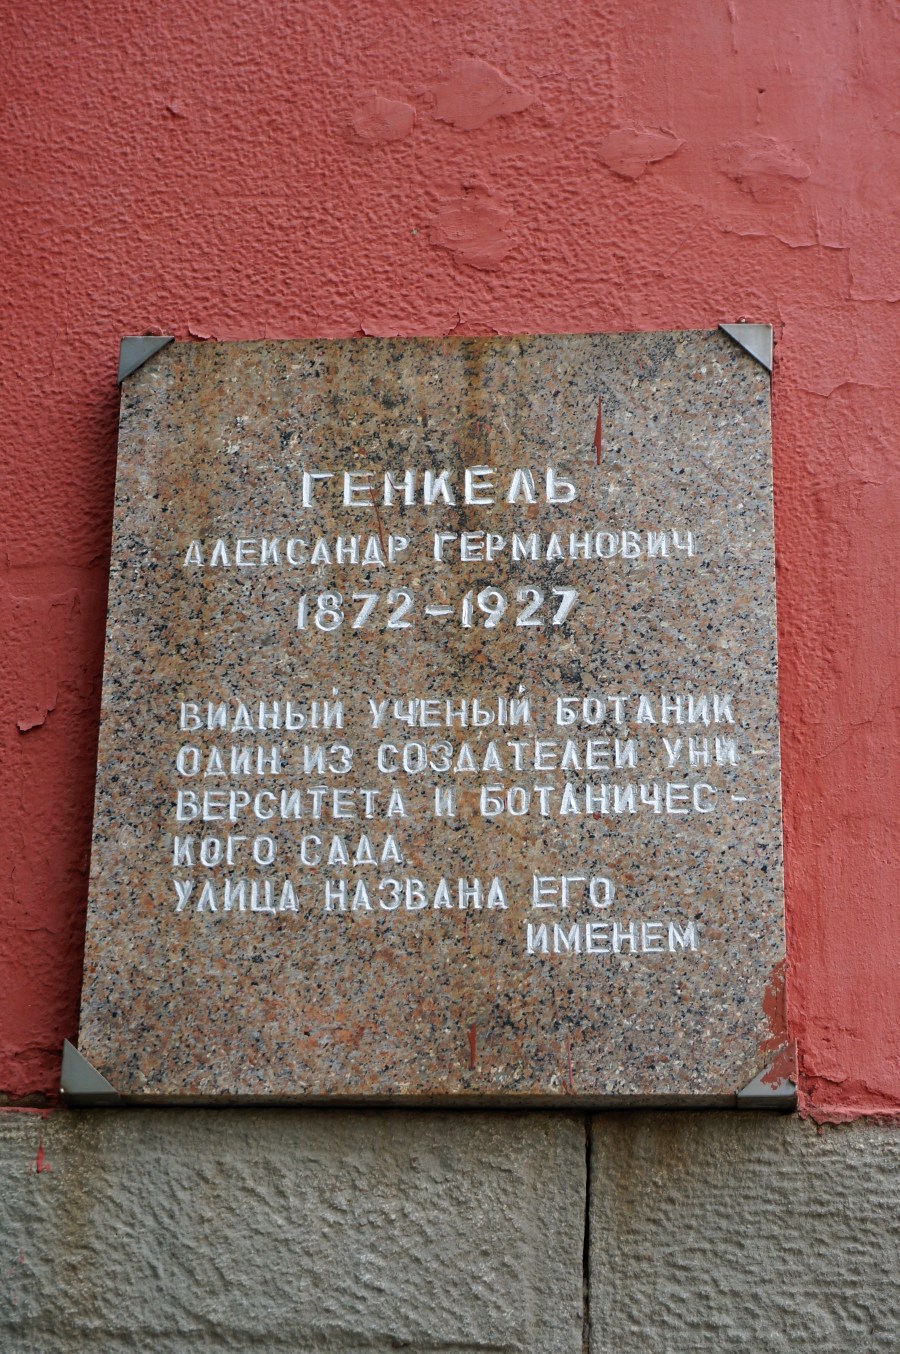 ГЕНКЕЛЬ
АЛЕКСАНДР ГЕРМАНОВИЧ
1872-1927
ВИДНЫЙ УЧЕНЫЙ БОТАНИК
ОДИН ИЗ СОЗДАТЕЛЕЙ УНИ-
ВЕРСИТЕТА И БОТАНИЧЕС-
КОГО САДА
УЛИЦА НАЗВАНА ЕГО
ИМЕНЕМ